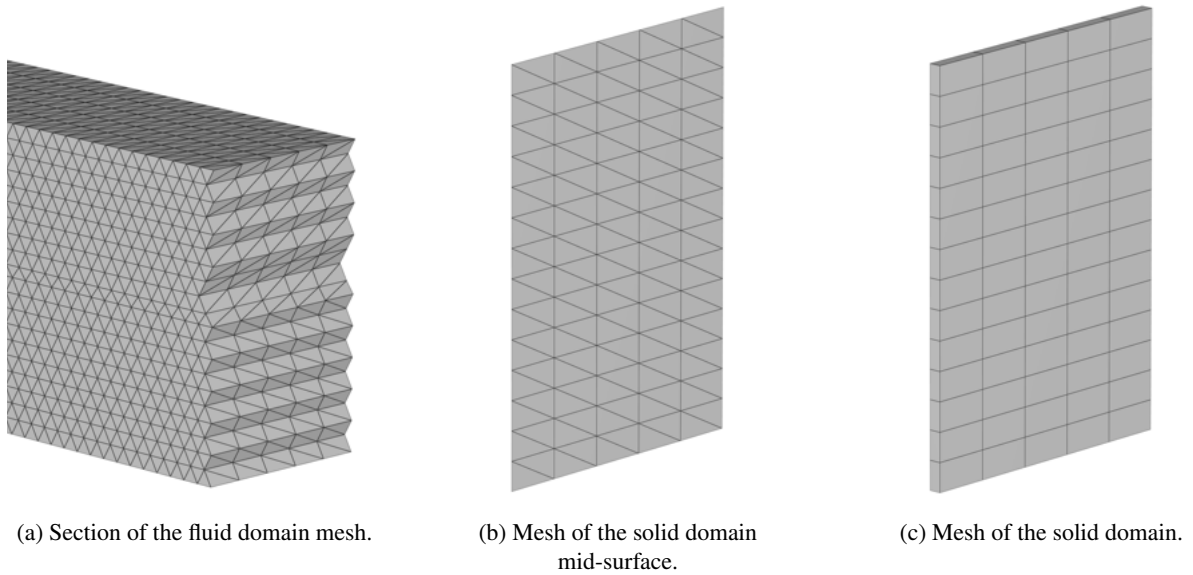 (a) Section of the fluid domain mesh.
(b) Mesh of the solid domain
mid-surface.
(c) Mesh of the solid domain.